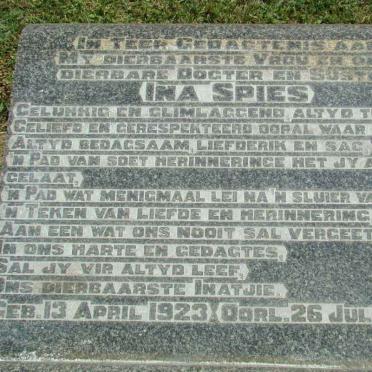 IN TEER GEDAGTENIS AAN
MY DIERBAARSTE VROU
DIERBARE DOGTER EN SUST
INA SPIES
GELUKKIG EN GLIMLAGGEND, ALTYD T
GELIEFD EN GERESPEKTEERD OORAL WAAR
ALTYD BEDAGSAAM, LIEFDERIK EN SAG,
'N PAD VAN SOET HERINNERINGE HET JY A
GELAAT,
'N PAD WAT MENIGMAAL LEI NA 'N SLUIER VA
'N TEKEN VAN LIEFDE EN HERINNERING
AAN EEN WAT ONS NOOIT SAL VERGEET
IN ONS HARTE EN GEDAGTES,
SAL JY VIR ALTYD LEEF,
ONS DIERBAARSTE INATJIE.
GEB. 13 APRIL 1923 OORL. 26 JUL